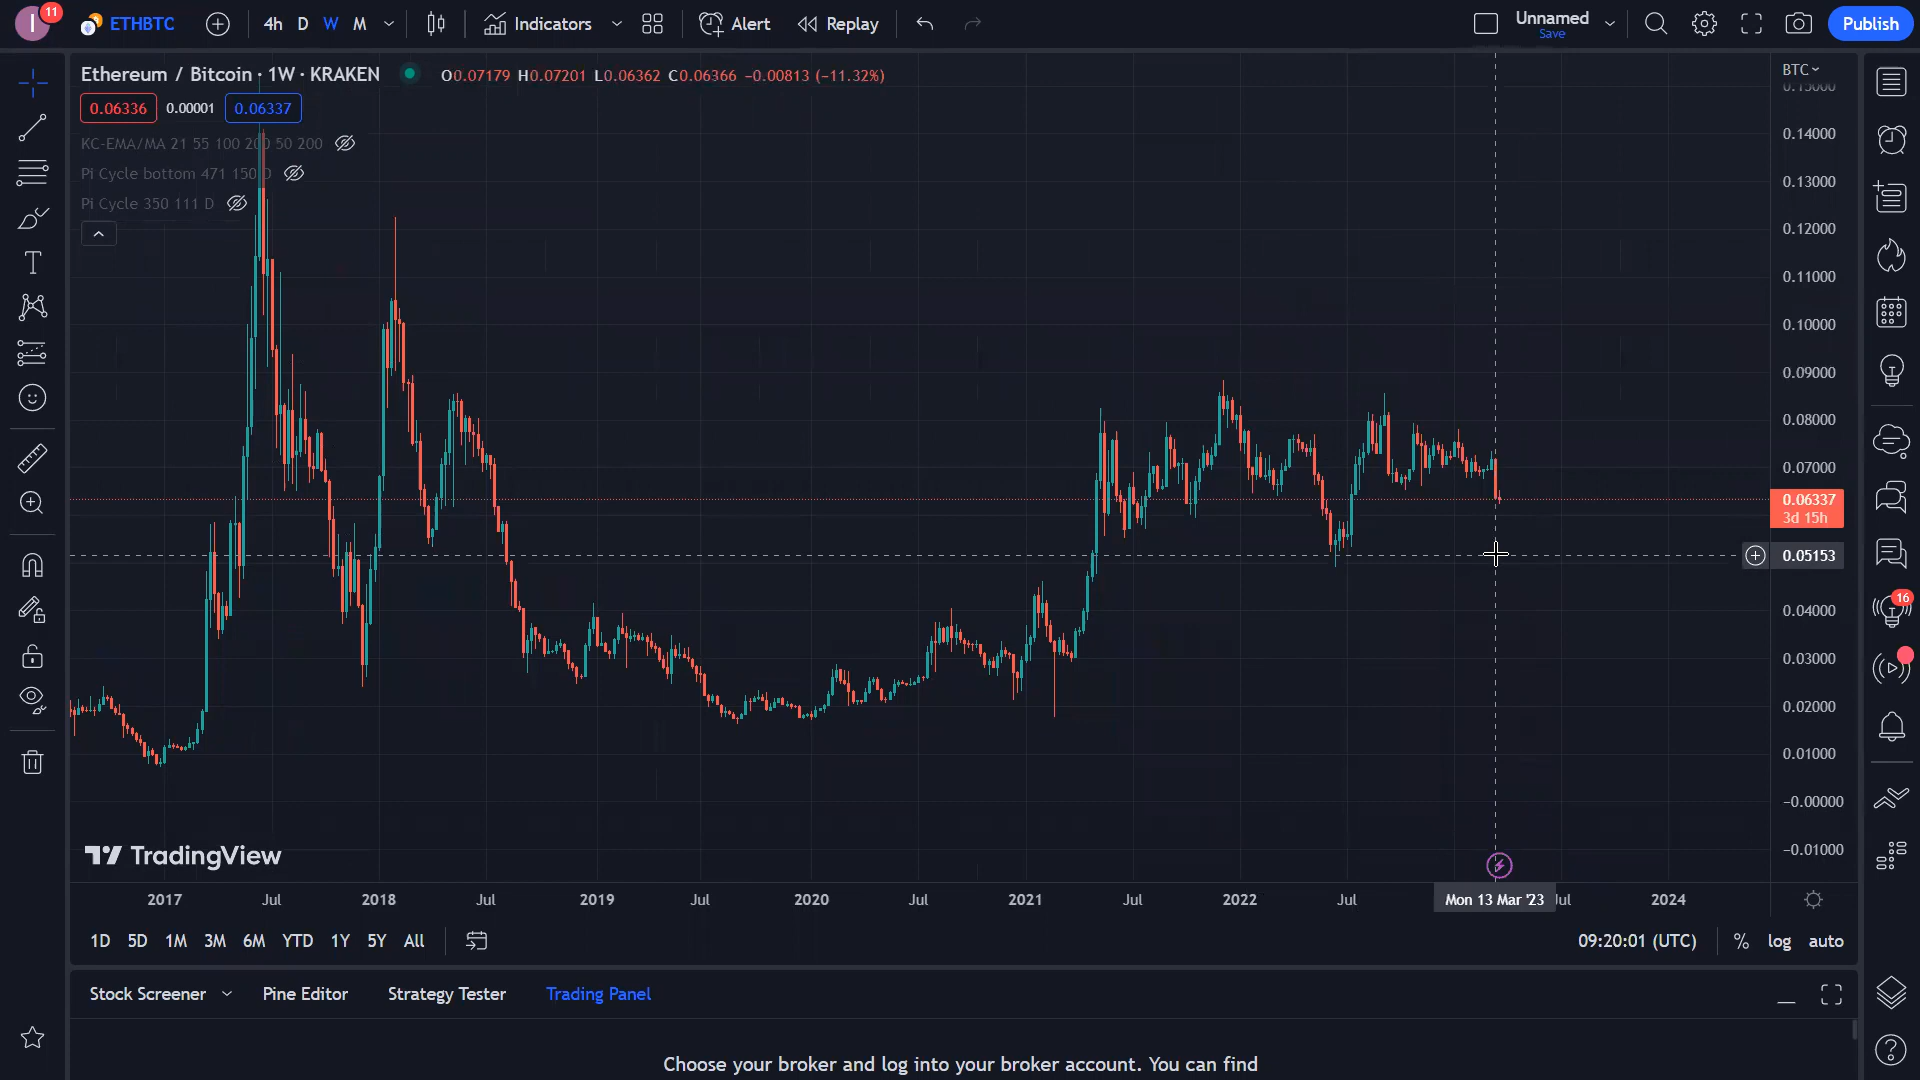 I 11 ETHBTC 4h D W M Indicators Alert Replay Unnamed Save Publish
Ethereum / Bitcoin · 1W · KRAKEN O0.07179 H0.07201 L0.06362 C0.06366 −0.00813 (−11.32%)
0.06336 0.00001 0.06337
KC-EMA/MA 21 55 100 200 50 200
Pi Cycle bottom 471 150 D
Pi Cycle 350 111 D
BTC
0.15000
0.14000
0.13000
0.12000
0.11000
0.10000
0.09000
0.08000
0.07000
0.06337
3d 15h
0.05153
0.04000
0.03000
0.02000
0.01000
−0.00000
−0.01000
16
TradingView
2017 Jul 2018 Jul 2019 Jul 2020 Jul 2021 Jul 2022 Jul Mon 13 Mar '23 Jul 2024
1D 5D 1M 3M 6M YTD 1Y 5Y All 09:20:01 (UTC) % log auto
Stock Screener Pine Editor Strategy Tester Trading Panel
Choose your broker and log into your broker account. You can find